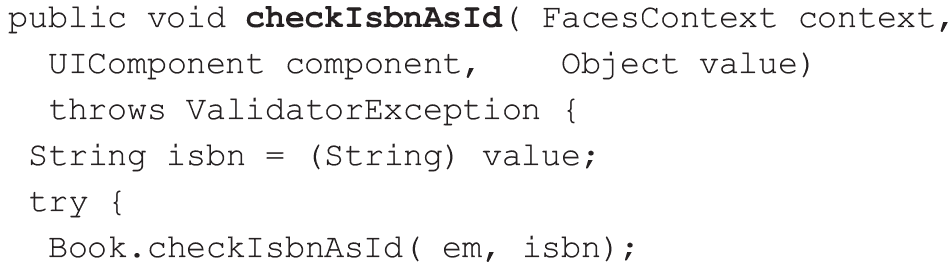 public void checkIsbnAsId( FacesContext context,
UIComponent component, Object value)
throws ValidatorException {
String isbn = (String) value;
try {
Book.checkIsbnAsId( em, isbn);